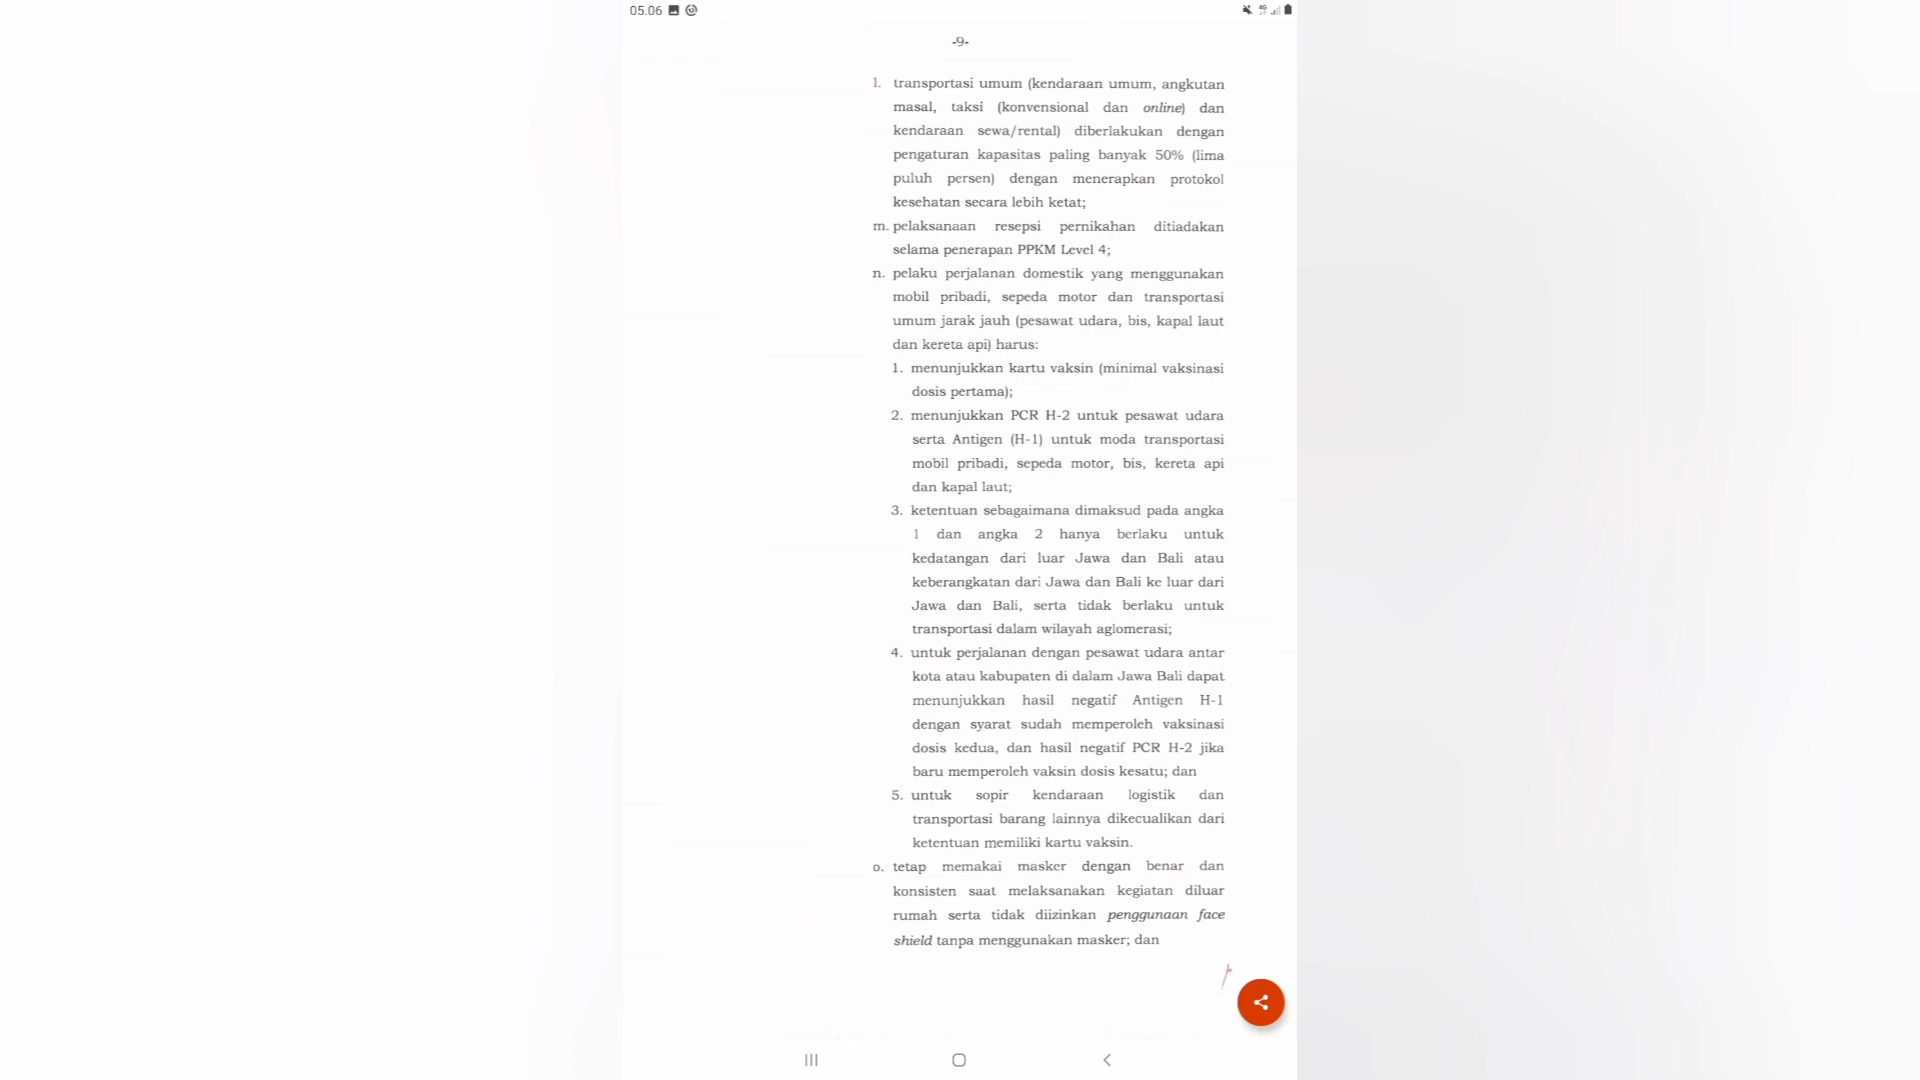 05.06
-9-
l. transportasi umum (kendaraan umum, angkutan
masal, taksi (konvensional dan online) dan
kendaraan sewa/rental) diberlakukan dengan
pengaturan kapasitas paling banyak 50% (lima
puluh persen) dengan menerapkan protokol
kesehatan secara lebih ketat;
m. pelaksanaan resepsi pernikahan ditiadakan
selama penerapan PPKM Level 4;
n. pelaku perjalanan domestik yang menggunakan
mobil pribadi, sepeda motor dan transportasi
umum jarak jauh (pesawat udara, bis, kapal laut
dan kereta api) harus:
1. menunjukkan kartu vaksin (minimal vaksinasi
dosis pertama);
2. menunjukkan PCR H-2 untuk pesawat udara
serta Antigen (H-1) untuk moda transportasi
mobil pribadi, sepeda motor, bis, kereta api
dan kapal laut;
3. ketentuan sebagaimana dimaksud pada angka
1 dan angka 2 hanya berlaku untuk
kedatangan dari luar Jawa dan Bali atau
keberangkatan dari Jawa dan Bali ke luar dari
Jawa dan Bali, serta tidak berlaku untuk
transportasi dalam wilayah aglomerasi;
4. untuk perjalanan dengan pesawat udara antar
kota atau kabupaten di dalam Jawa Bali dapat
menunjukkan hasil negatif Antigen H-1
dengan syarat sudah memperoleh vaksinasi
dosis kedua, dan hasil negatif PCR H-2 jika
baru memperoleh vaksin dosis kesatu; dan
5. untuk sopir kendaraan logistik dan
transportasi barang lainnya dikecualikan dari
ketentuan memiliki kartu vaksin.
o. tetap memakai masker dengan benar dan
konsisten saat melaksanakan kegiatan diluar
rumah serta tidak diizinkan penggunaan face
shield tanpa menggunakan masker; dan